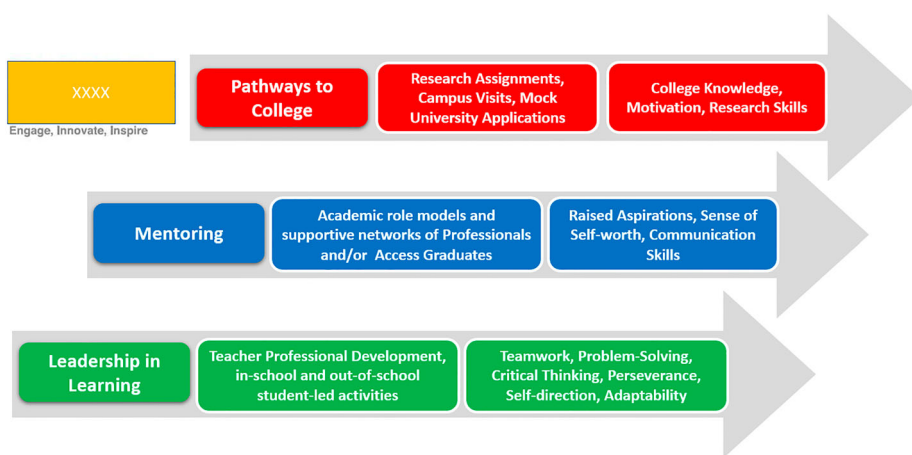 XXXX
Engage, Innovate, Inspire
Pathways to
College
Research Assignments,
Campus Visits, Mock
University Applications
College Knowledge,
Motivation, Research Skills
Mentoring
Academic role models and
supportive networks of Professionals
and/or Access Graduates
Raised Aspirations, Sense of
Self-worth, Communication
Skills
Leadership in
Learning
Teacher Professional Development,
in-school and out-of-school
student-led activities
Teamwork, Problem-Solving,
Critical Thinking, Perseverance,
Self-direction, Adaptability